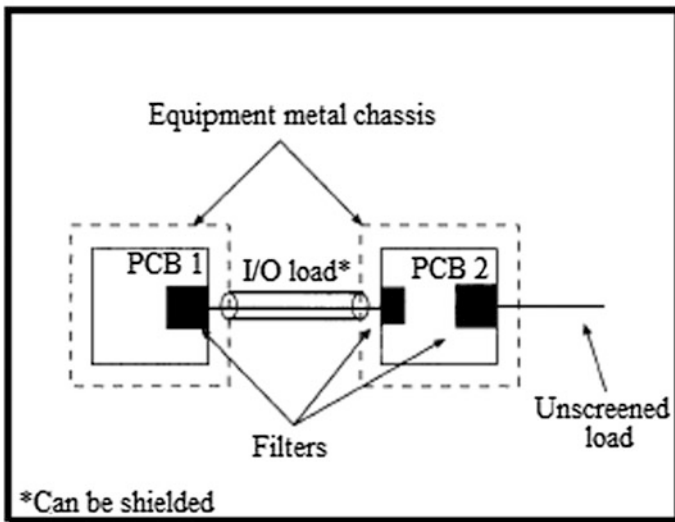 Equipment metal chassis
PCB 1
I/O load*
PCB 2
Unscreened
load
Filters
*Can be shielded